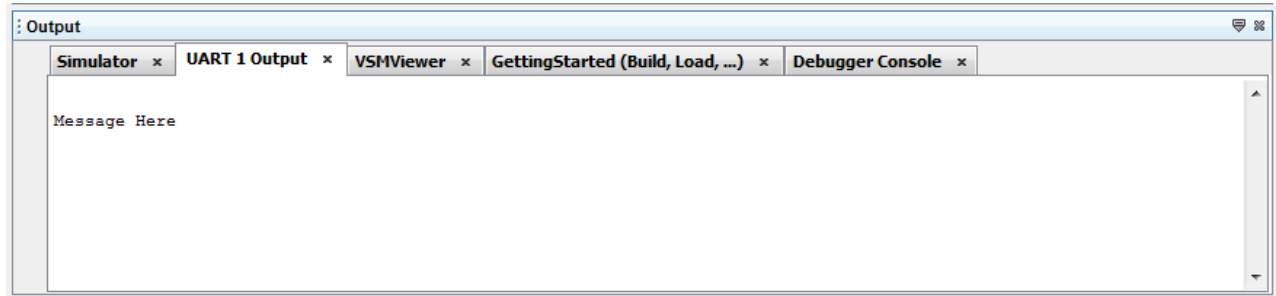 Output
Simulator UART 1 Output VSMViewer GettingStarted (Build, Load, ...) Debugger Console
Message Here